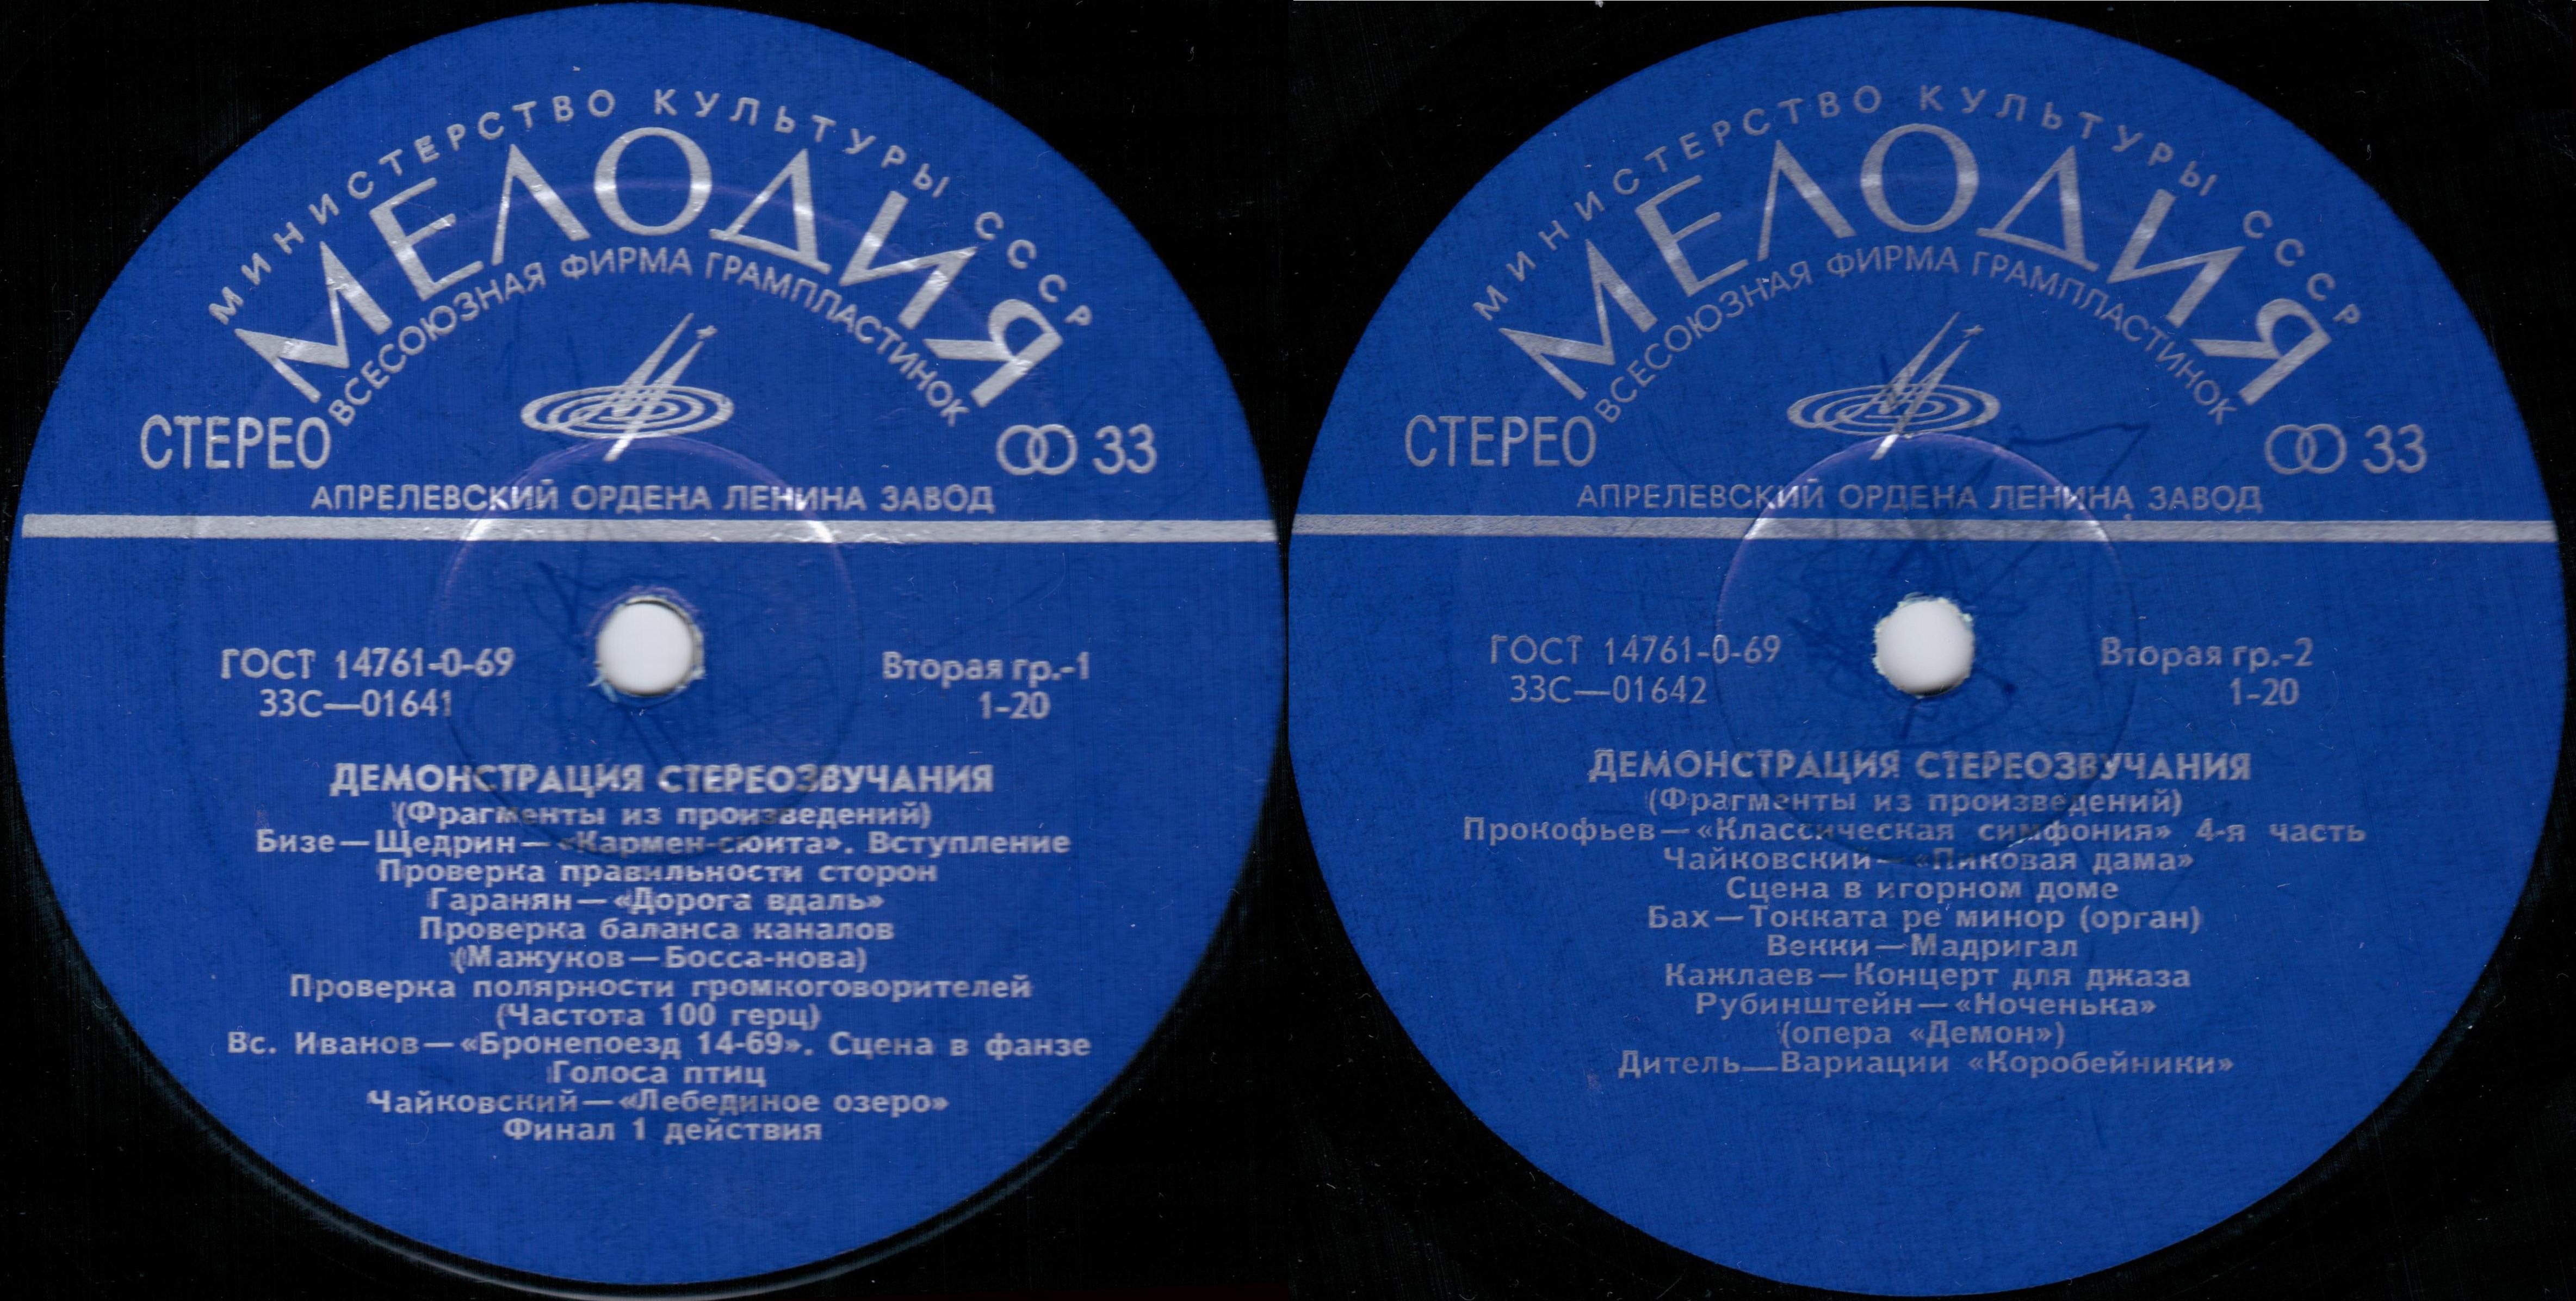 МИНИСТЕРСТВО КУЛЬТУРЫ СССР
МЕЛОДИЯ
ВСЕСОЮЗНАЯ ФИРМА ГРАМПЛАСТИНОК
СТЕРЕО
33
АПРЕЛЕВСКИЙ ОРДЕНА ЛЕНИНА ЗАВОД
ГОСТ 14761-0-69
Вторая гр.-1
33С—01641
1-20
ДЕМОНСТРАЦИЯ СТЕРЕОЗВУЧАНИЯ
(Фрагменты из произведений)
Бизе—Щедрин—«Кармен-сюита». Вступление
Проверка правильности сторон
Гаранян—«Дорога вдаль»
Проверка баланса каналов
(Мажуков—Босса-нова)
Проверка полярности громкоговорителей
(Частота 100 герц)
Вс. Иванов—«Бронепоезд 14-69». Сцена в фанзе
Голоса птиц
Чайковский—«Лебединое озеро»
Финал 1 действия
МИНИСТЕРСТВО КУЛЬТУРЫ СССР
МЕЛОДИЯ
ВСЕСОЮЗНАЯ ФИРМА ГРАМПЛАСТИНОК
СТЕРЕО
33
АПРЕЛЕВСКИЙ ОРДЕНА ЛЕНИНА ЗАВОД
ГОСТ 14761-0-69
Вторая гр.-2
33С—01642
1-20
ДЕМОНСТРАЦИЯ СТЕРЕОЗВУЧАНИЯ
(Фрагменты из произведений)
Прокофьев—«Классическая симфония» 4-я часть
Чайковский—«Пиковая дама»
Сцена в игорном доме
Бах—Токката ре минор (орган)
Векки—Мадригал
Кажлаев—Концерт для джаза
Рубинштейн—«Ноченька»
(опера «Демон»)
Дитель—Вариации «Коробейники»